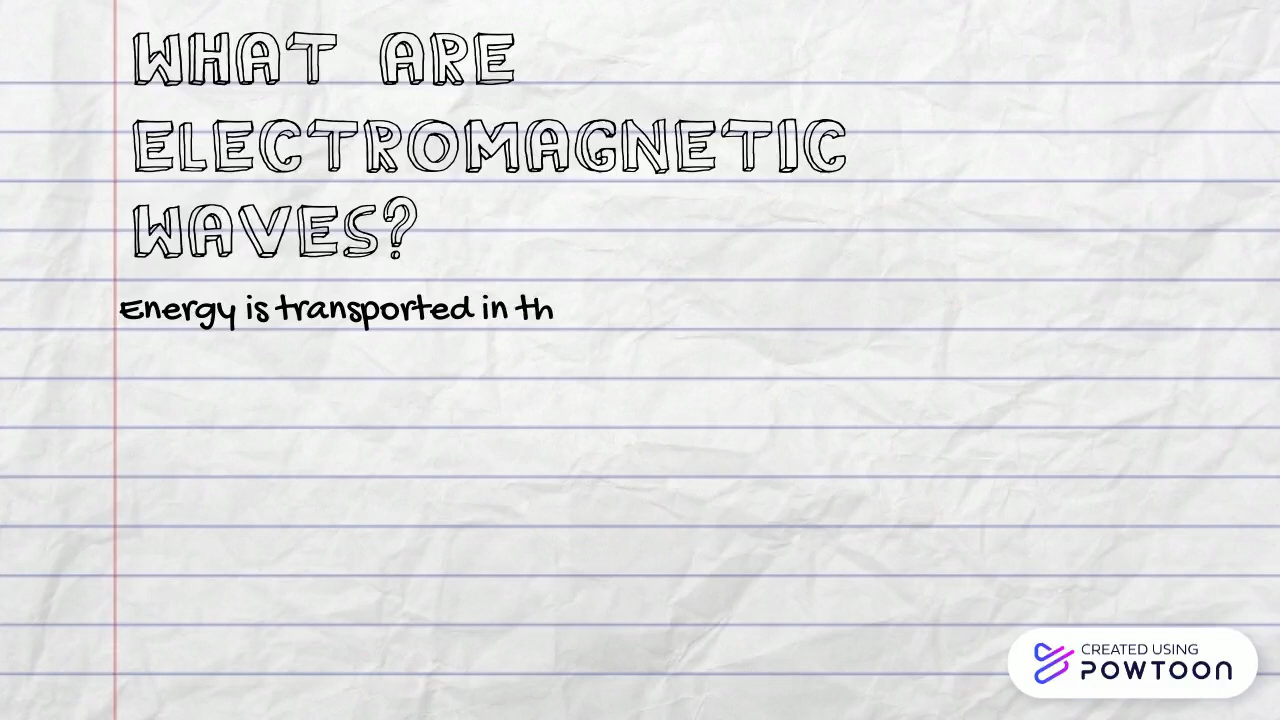 WHAT ARE
ELECTROMAGNETIC
WAVES?
Energy is transported in th
CREATED USING
POWTOON